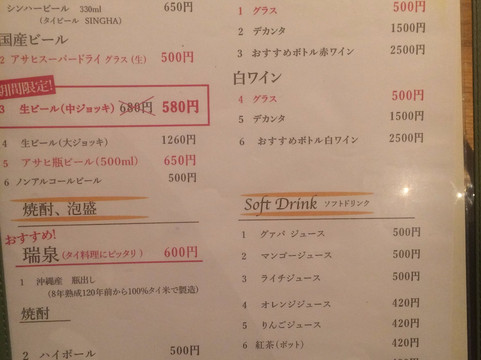 シンハービール 330ml 650円
(タイビール SINGHA)
国産ビール
2 アサヒスーパードライ グラス(生) 500円
期間限定!
3 生ビール(中ジョッキ) 680円 580円
4 生ビール(大ジョッキ) 1260円
5 アサヒ瓶ビール(500ml) 650円
6 ノンアルコールビール 500円
焼酎、泡盛
おすすめ!
瑞泉(タイ料理にピッタリ) 600円
1 沖縄産 瓶出し
(8年熟成120年前から100%タイ米で製造)
焼酎
2 ハイボール 500円
1 グラス 500円
2 デカンタ 1500円
3 おすすめボトル赤ワイン 2500円
白ワイン
4 グラス 500円
5 デカンタ 1500円
6 おすすめボトル白ワイン 2500円
Soft Drink ソフトドリンク
1 グァバ ジュース 500円
2 マンゴージュース 500円
3 ライチジュース 500円
4 オレンジジュース 420円
5 りんごジュース 420円
6 紅茶(ポット) 420円